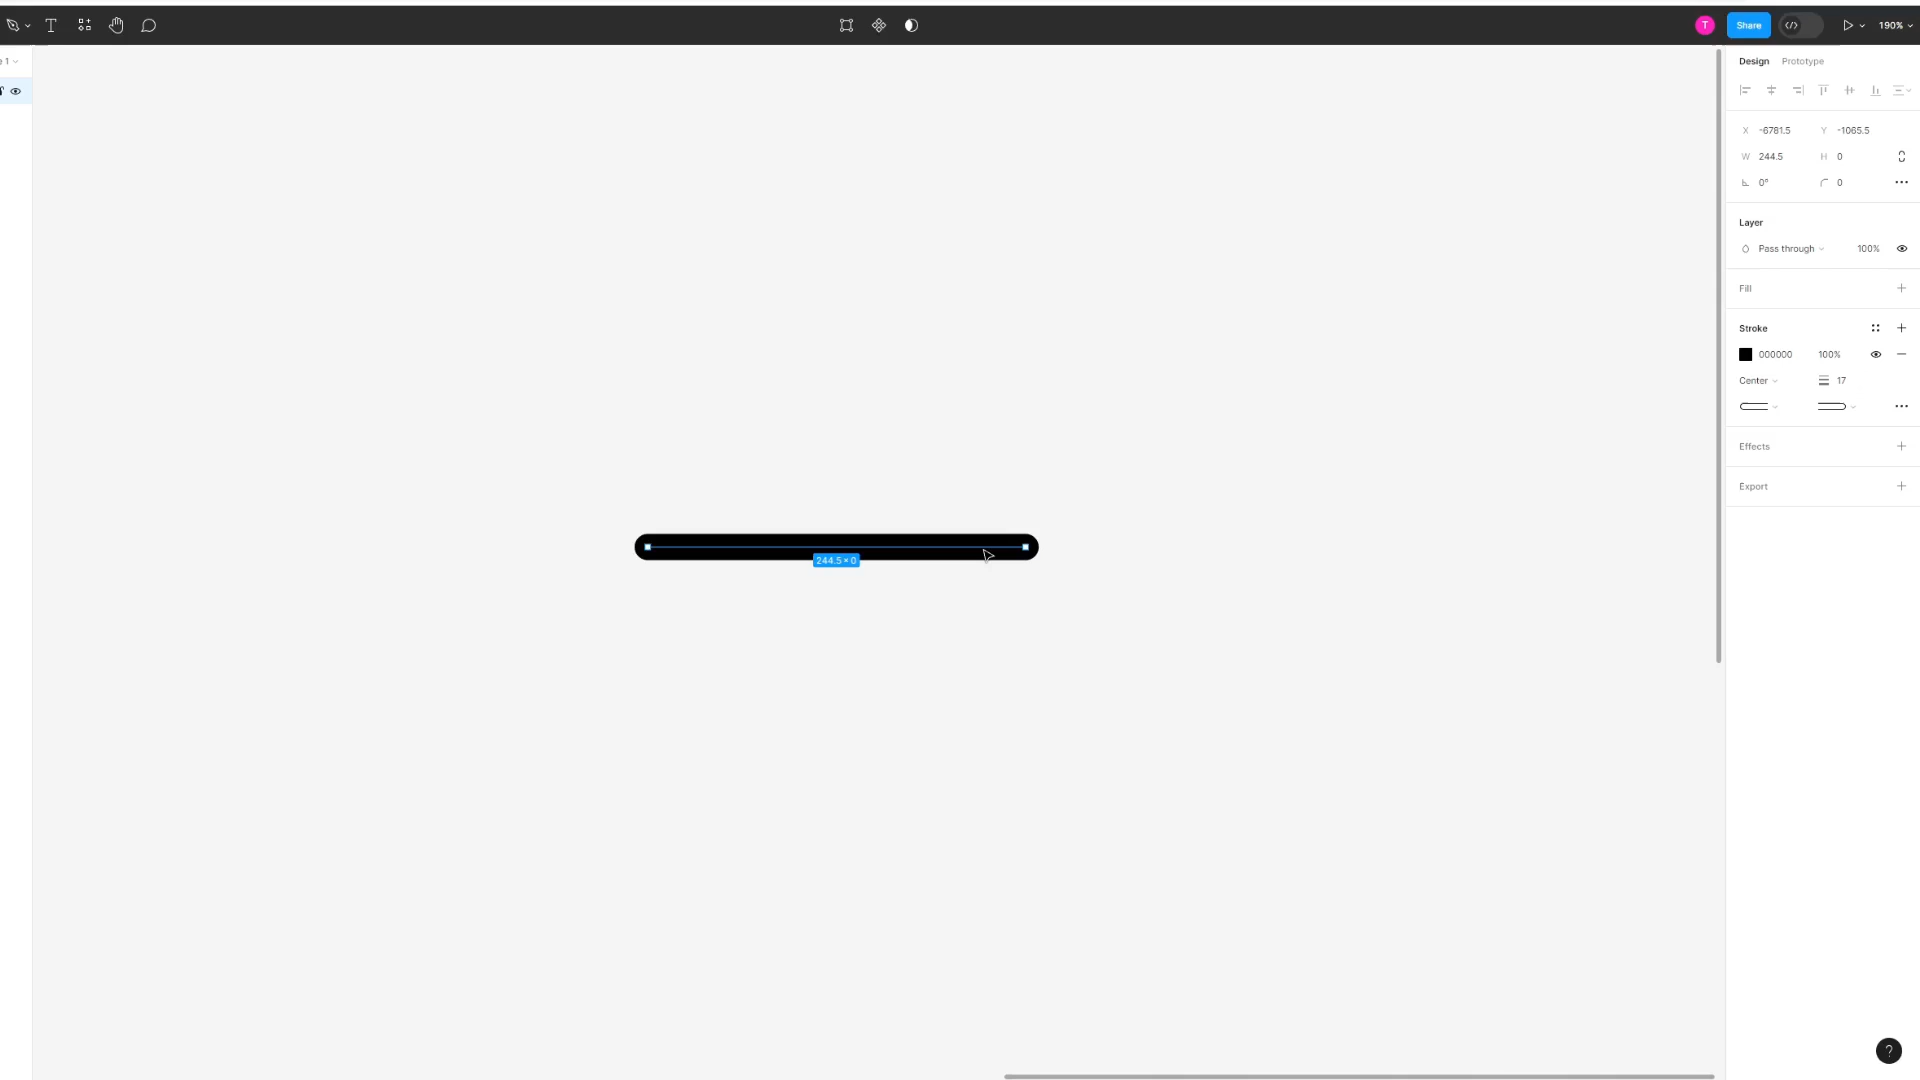 T
Share
190%
e 1
Design Prototype
X -6781.5 Y -1065.5
W 244.5 H 0
0° 0
Layer
Pass through 100%
Fill
Stroke
000000 100%
Center 17
Effects
Export
244.5 × 0
?